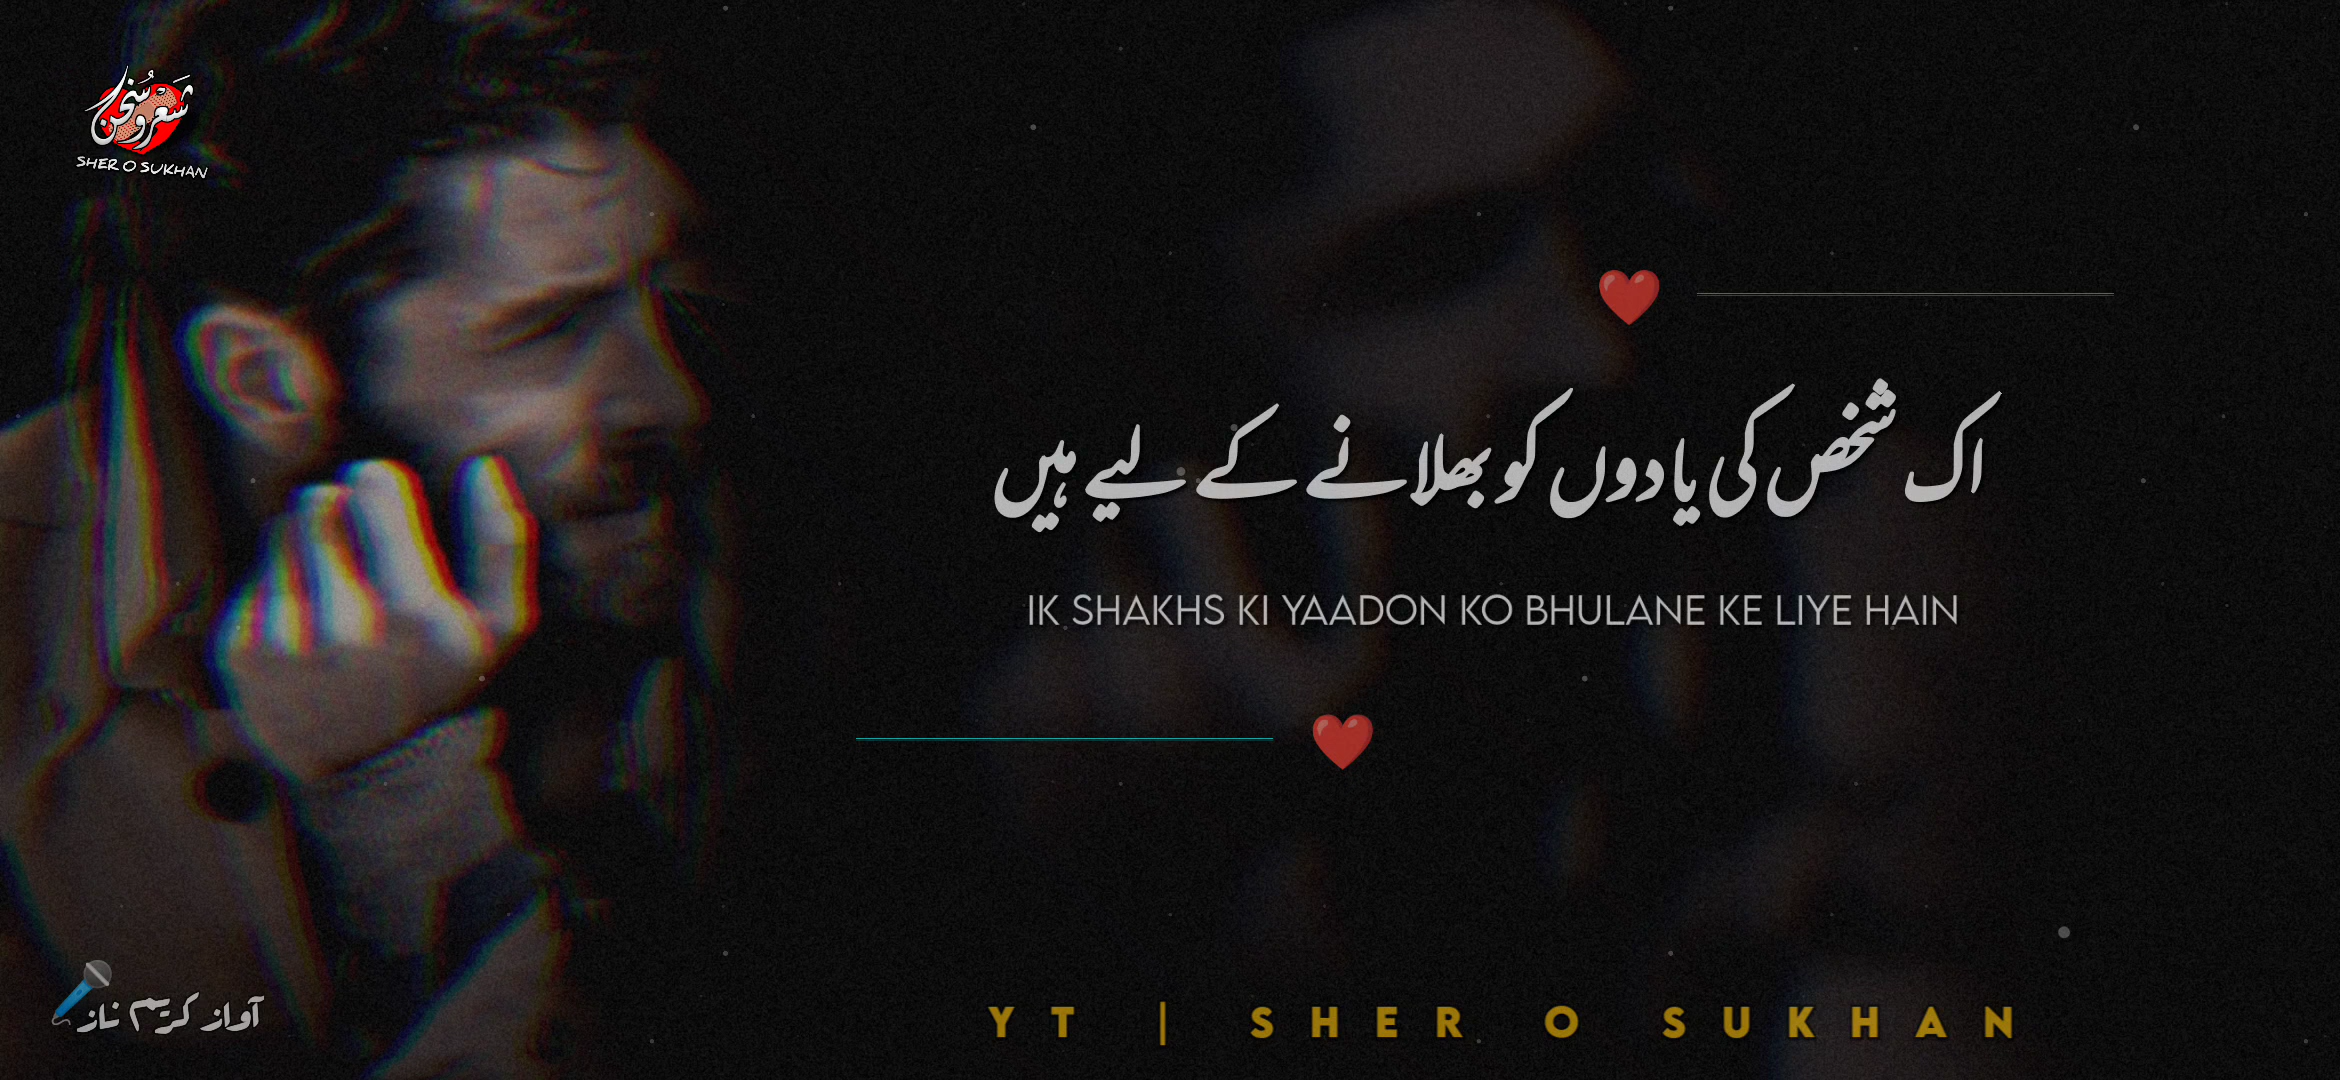 شعر و سخن
SHER O SUKHAN
اک شخص کی یادوں کو بھلانے کے لیے ہیں
IK SHAKHS KI YAADON KO BHULANE KE LIYE HAIN
آواز کریم ناز
YT | SHER O SUKHAN